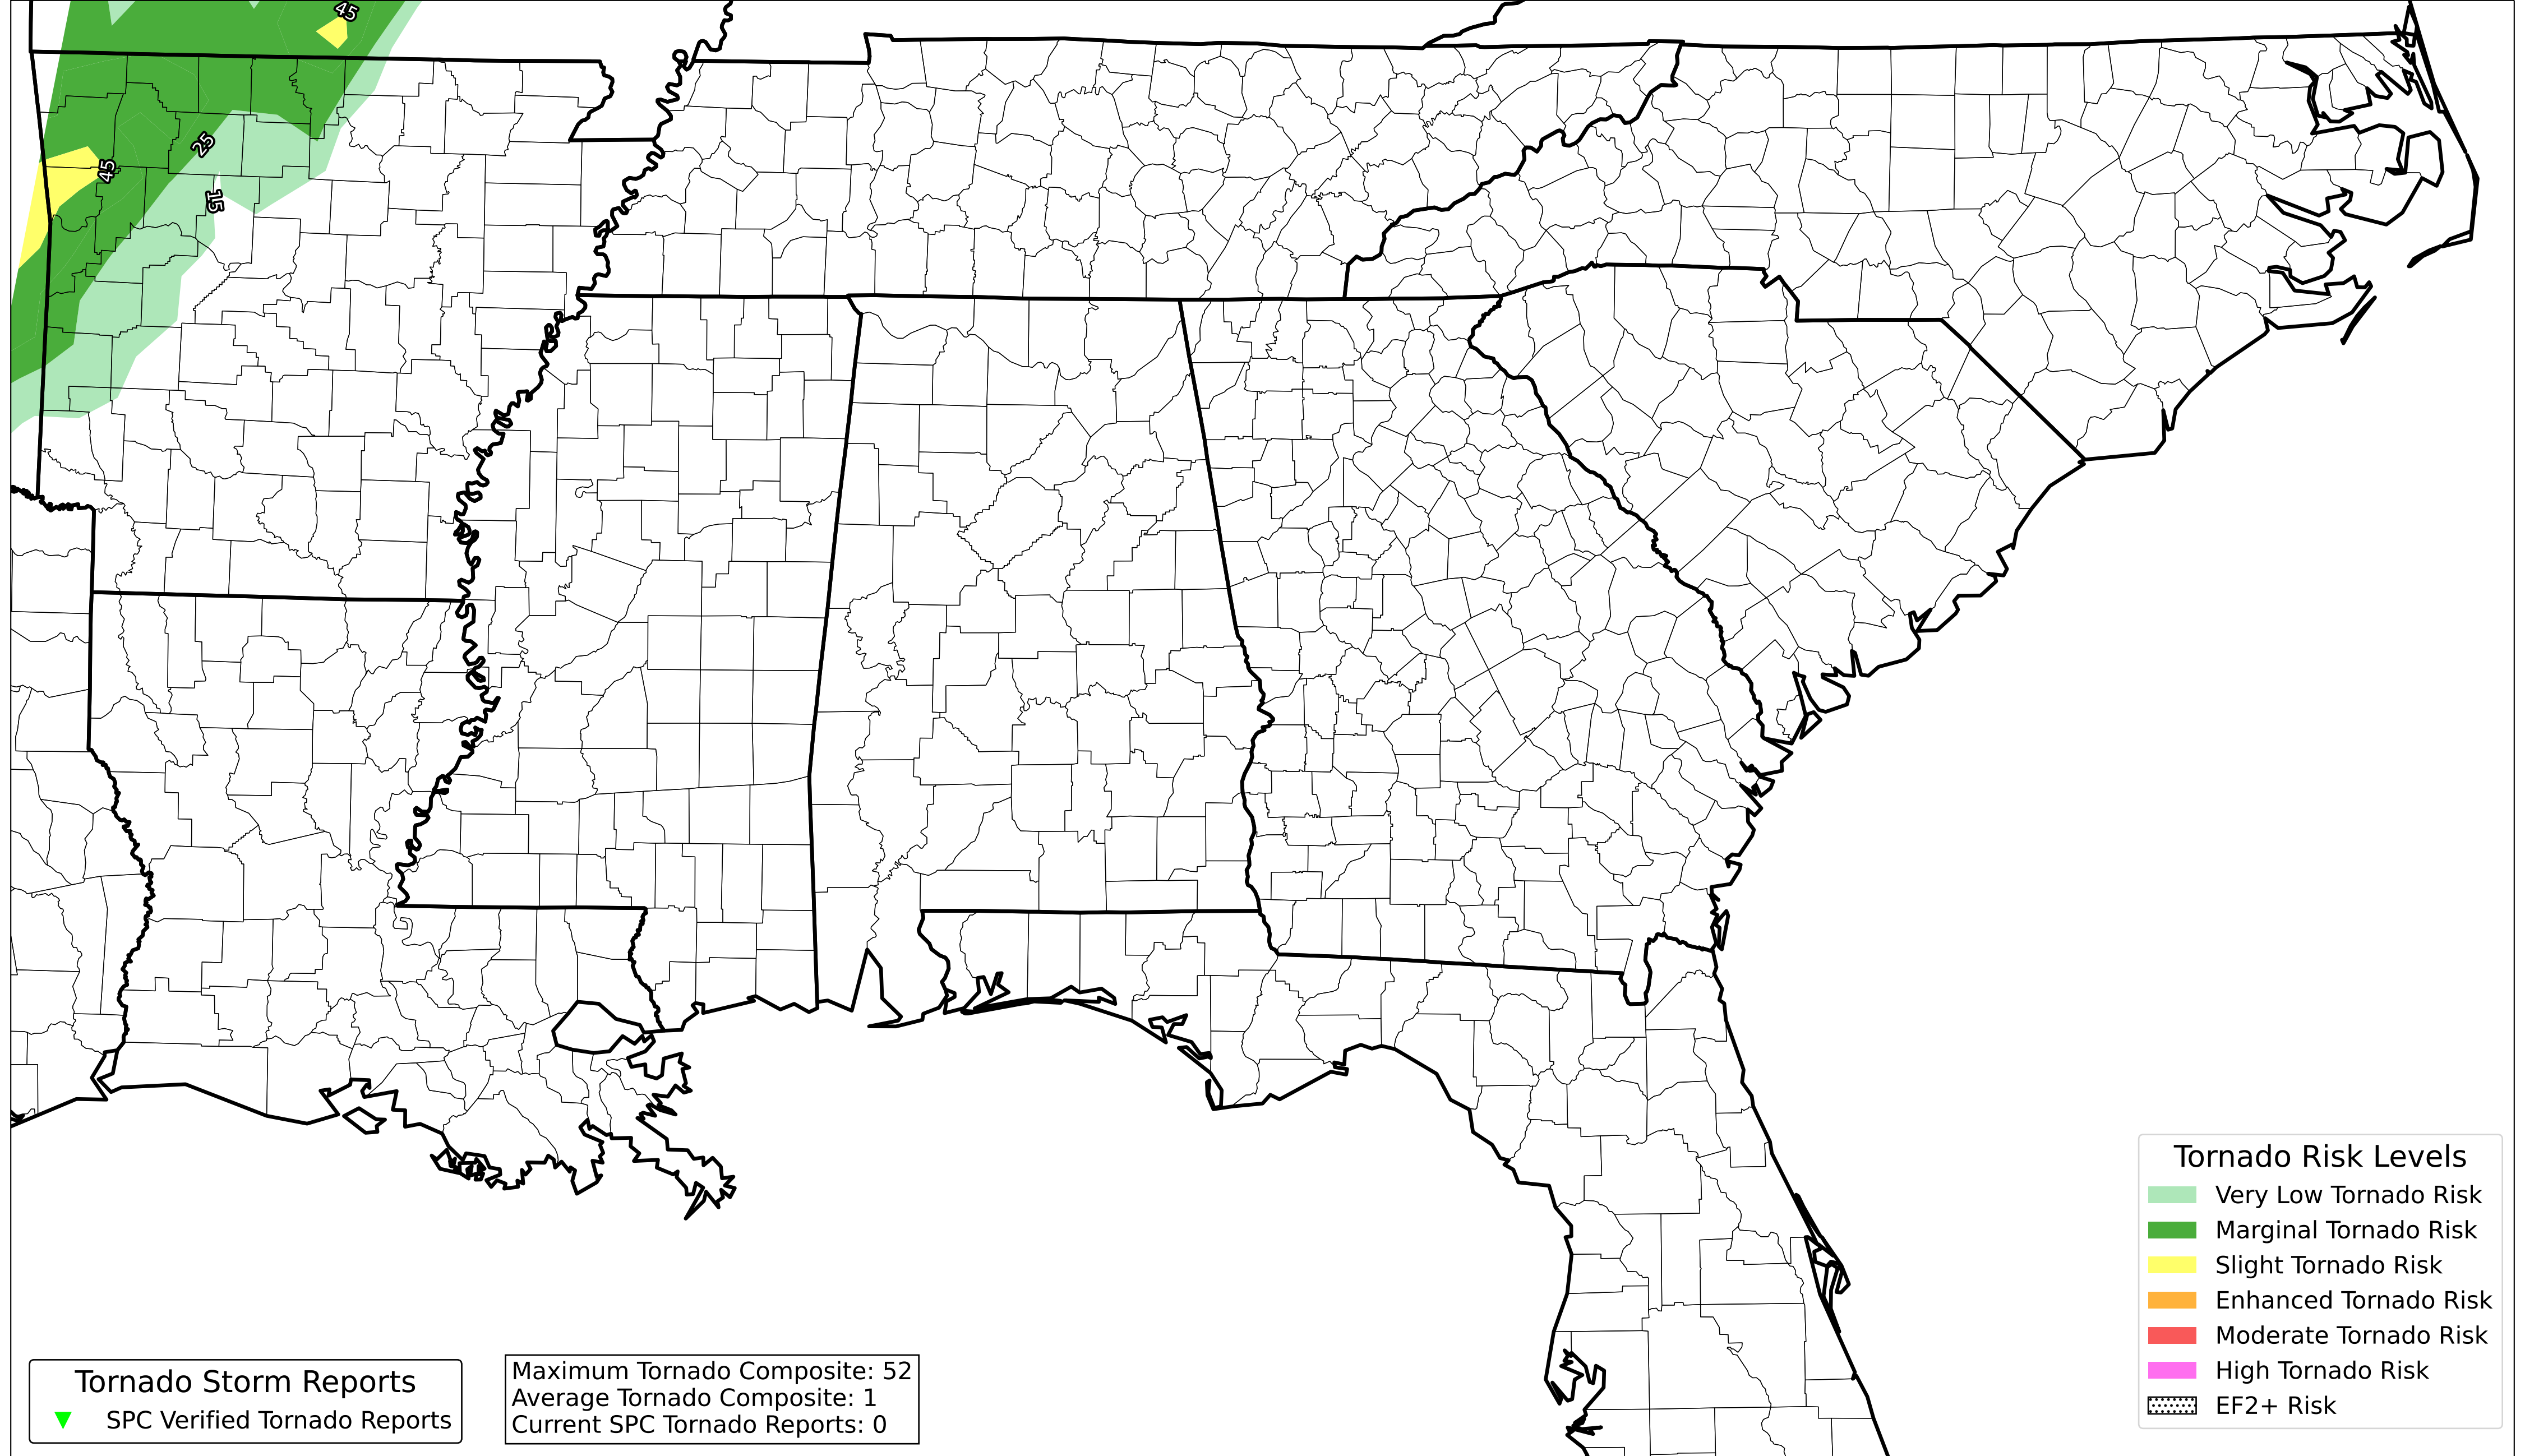 45
25
45
15
Tornado Risk Levels
Very Low Tornado Risk
Marginal Tornado Risk
Slight Tornado Risk
Enhanced Tornado Risk
Moderate Tornado Risk
High Tornado Risk
EF2+ Risk
Tornado Storm Reports
SPC Verified Tornado Reports
Maximum Tornado Composite: 52
Average Tornado Composite: 1
Current SPC Tornado Reports: 0